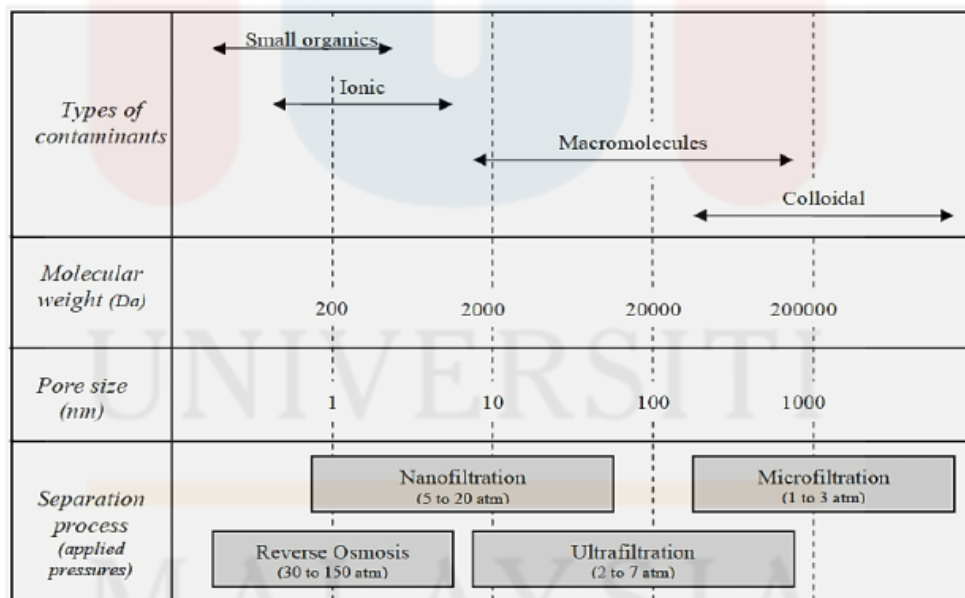 Small organics
Ionic
Types of
contaminants
Macromolecules
Colloidal
Molecular
weight (Da)
200 2000 20000 200000
Pore size
(nm)
1 10 100 1000
Nanofiltration
(5 to 20 atm)
Microfiltration
(1 to 3 atm)
Separation
process
(applied
pressures)
Reverse Osmosis
(30 to 150 atm)
Ultrafiltration
(2 to 7 atm)
UNIVERSITI
MALAYSIA